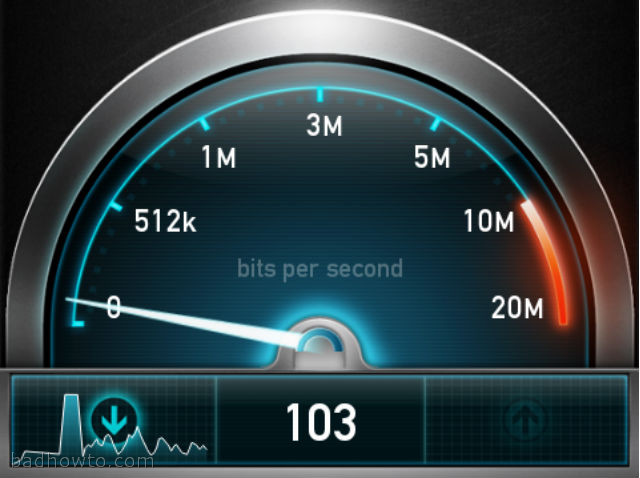 3M
1M
5M
512k
10M
bits per second
0
20M
103
badhowto.com